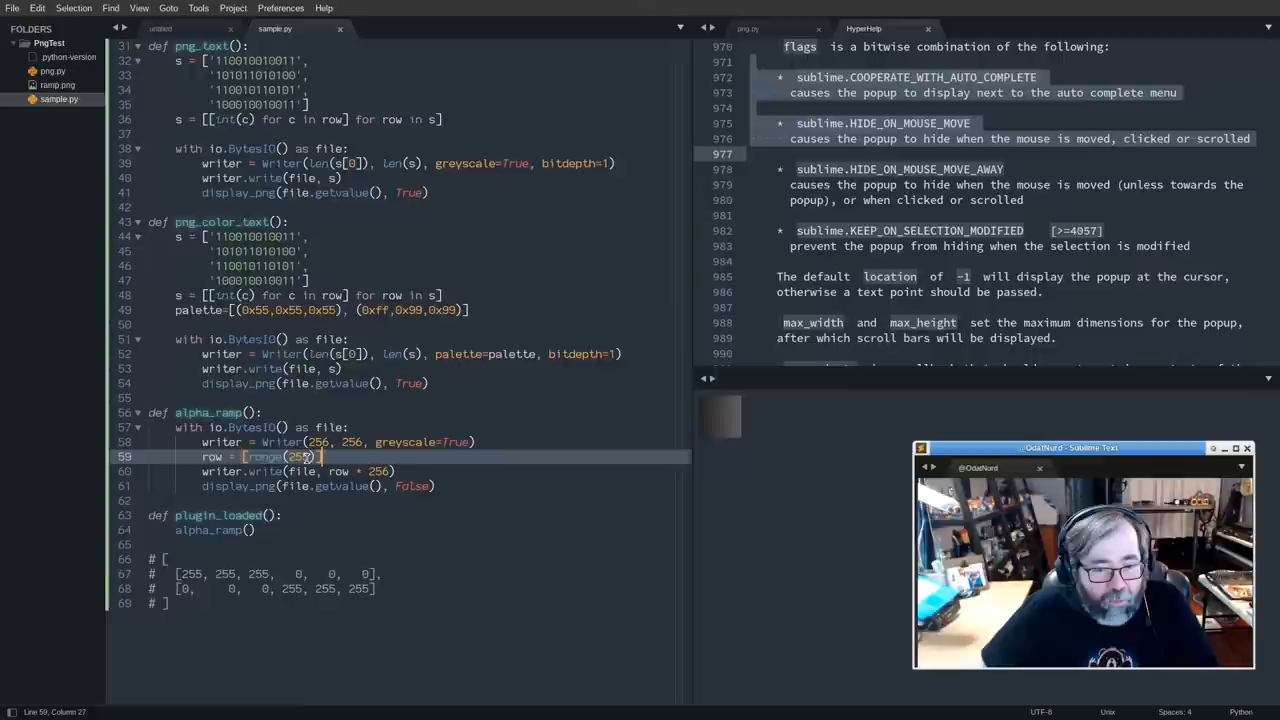 File Edit Selection Find View Goto Tools Project Preferences Help
FOLDERS
PngTest
.python-version
png.py
ramp.png
sample.py
untitled
sample.py
31 def png_text():
32 s = ['110010010011',
33 '101011010100',
34 '110010110101',
35 '100010010011']
36 s = [[int(c) for c in row] for row in s]
37
38 with io.BytesIO() as file:
39 writer = Writer(len(s[0]), len(s), greyscale=True, bitdepth=1)
40 writer.write(file, s)
41 display_png(file.getvalue(), True)
42
43 def png_color_text():
44 s = ['110010010011',
45 '101011010100',
46 '110010110101',
47 '100010010011']
48 s = [[int(c) for c in row] for row in s]
49 palette=[(0x55,0x55,0x55), (0xff,0x99,0x99)]
50
51 with io.BytesIO() as file:
52 writer = Writer(len(s[0]), len(s), palette=palette, bitdepth=1)
53 writer.write(file, s)
54 display_png(file.getvalue(), True)
55
56 def alpha_ramp():
57 with io.BytesIO() as file:
58 writer = Writer(256, 256, greyscale=True)
59 row = [range(255)]
60 writer.write(file, row * 256)
61 display_png(file.getvalue(), False)
62
63 def plugin_loaded():
64 alpha_ramp()
65
66 # [
67 # [255, 255, 255, 0, 0, 0],
68 # [0, 0, 0, 255, 255, 255]
69 # ]
png.py
HyperHelp
970 flags is a bitwise combination of the following:
971
972 * sublime.COOPERATE_WITH_AUTO_COMPLETE
973 causes the popup to display next to the auto complete menu
974
975 * sublime.HIDE_ON_MOUSE_MOVE
976 causes the popup to hide when the mouse is moved, clicked or scrolled
977
978 * sublime.HIDE_ON_MOUSE_MOVE_AWAY
979 causes the popup to hide when the mouse is moved (unless towards the
980 popup), or when clicked or scrolled
981
982 * sublime.KEEP_ON_SELECTION_MODIFIED [>=4057]
983 prevent the popup from hiding when the selection is modified
984
985 The default location of -1 will display the popup at the cursor,
986 otherwise a text point should be passed.
987
988 max_width and max_height set the maximum dimensions for the popup,
989 after which scroll bars will be displayed.
990
@OdatNurd - Sublime Text
@OdatNurd
Line 59, Column 27
UTF-8
Unix
Spaces: 4
Python